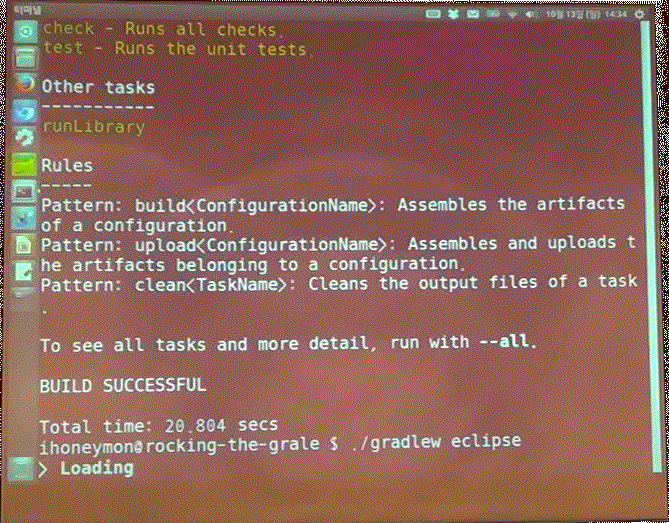 터미널 10월 13일(월) 14:34
check - Runs all checks.
test - Runs the unit tests.
Other tasks
-----------
runLibrary
Rules
-----
Pattern: build<ConfigurationName>: Assembles the artifacts
of a configuration.
Pattern: upload<ConfigurationName>: Assembles and uploads t
he artifacts belonging to a configuration.
Pattern: clean<TaskName>: Cleans the output files of a task
.
To see all tasks and more detail, run with --all.
BUILD SUCCESSFUL
Total time: 20.804 secs
ihoneymon@rocking-the-grale $ ./gradlew eclipse
> Loading